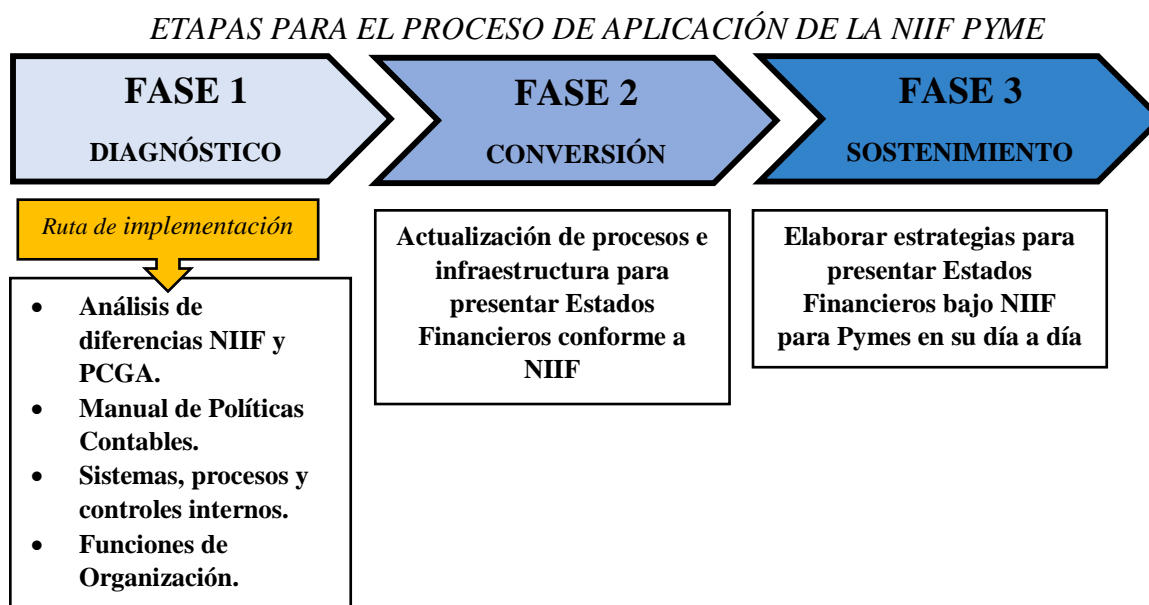 ETAPAS PARA EL PROCESO DE APLICACIÓN DE LA NIIF PYME
FASE 1
DIAGNÓSTICO
FASE 2
CONVERSIÓN
FASE 3
SOSTENIMIENTO
Ruta de implementación
• Análisis de
diferencias NIIF y
PCGA.
• Manual de Políticas
Contables.
• Sistemas, procesos y
controles internos.
• Funciones de
Organización.
Actualización de procesos e
infraestructura para
presentar Estados
Financieros conforme a
NIIF
Elaborar estrategias para
presentar Estados
Financieros bajo NIIF
para Pymes en su día a día